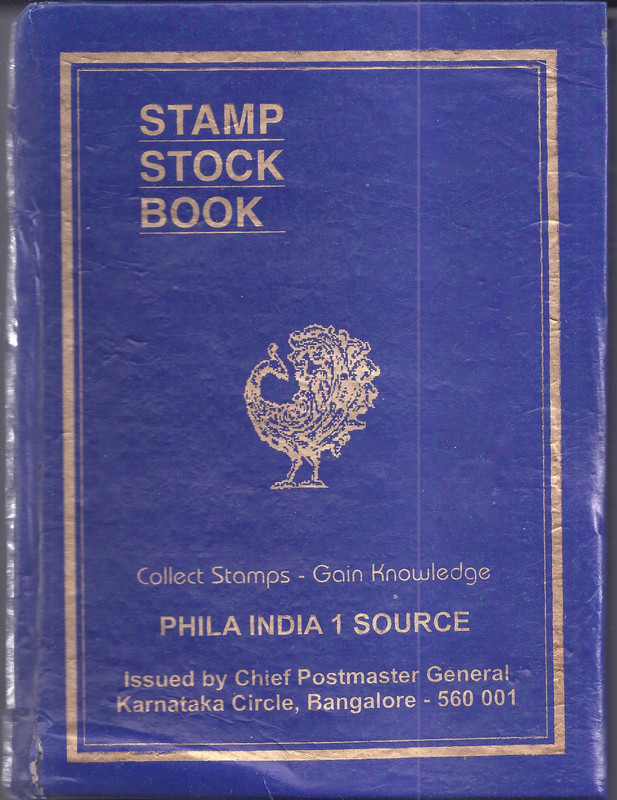 STAMP
STOCK
BOOK
Collect Stamps - Gain Knowledge
PHILA INDIA 1 SOURCE
Issued by Chief Postmaster General
Karnataka Circle, Bangalore - 560 001